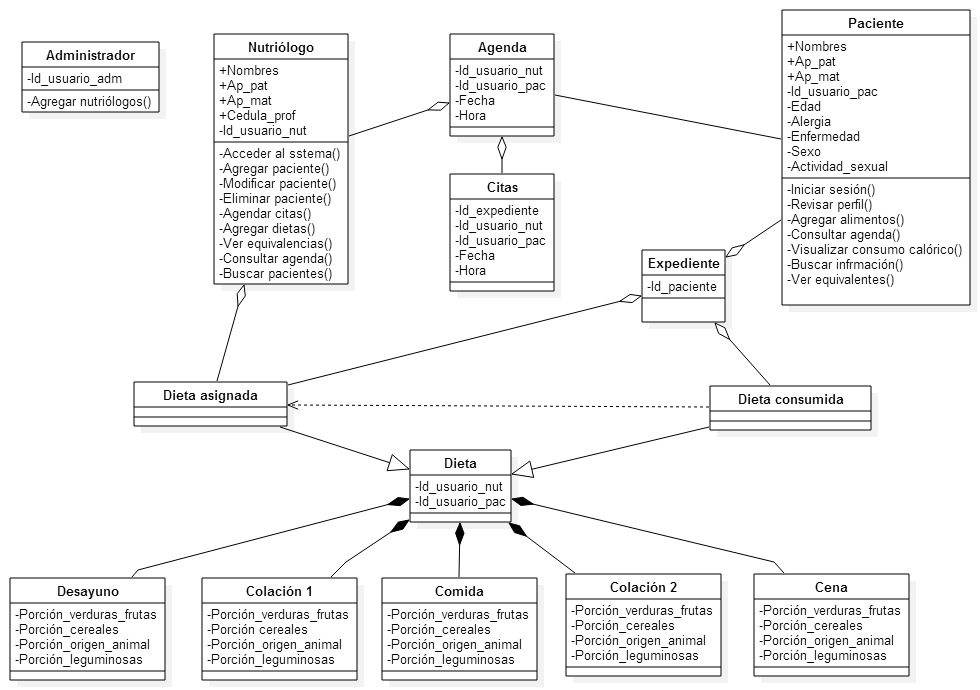 Administrador
-Id_usuario_adm
-Agregar nutriólogos()
Nutriólogo
+Nombres
+Ap_pat
+Ap_mat
+Cedula_prof
-Id_usuario_nut
-Acceder al sstema()
-Agregar paciente()
-Modificar paciente()
-Eliminar paciente()
-Agendar citas()
-Agregar dietas()
-Ver equivalencias()
-Consultar agenda()
-Buscar pacientes()
Agenda
-Id_usuario_nut
-Id_usuario_pac
-Fecha
-Hora
Citas
-Id_expediente
-Id_usuario_nut
-Id_usuario_pac
-Fecha
-Hora
Paciente
+Nombres
+Ap_pat
+Ap_mat
-Id_usuario_pac
-Edad
-Alergia
-Enfermedad
-Sexo
-Actividad_sexual
-Iniciar sesión()
-Revisar perfil()
-Agregar alimentos()
-Consultar agenda()
-Visualizar consumo calórico()
-Buscar infrmación()
-Ver equivalentes()
Expediente
-Id_paciente
Dieta asignada
Dieta consumida
Dieta
-Id_usuario_nut
-Id_usuario_pac
Desayuno
-Porción_verduras_frutas
-Porción_cereales
-Porción_origen_animal
-Porción_leguminosas
Colación 1
-Porción_verduras_frutas
-Porción cereales
-Porción_origen_animal
-Porción_leguminosas
Comida
-Porción_verduras_frutas
-Porción_cereales
-Porción_origen_animal
-Porción_leguminosas
Colación 2
-Porción_verduras_frutas
-Porción_cereales
-Porción_origen_animal
-Porción_leguminosas
Cena
-Porción_verduras_frutas
-Porción_cereales
-Porción_origen_animal
-Porción_leguminosas